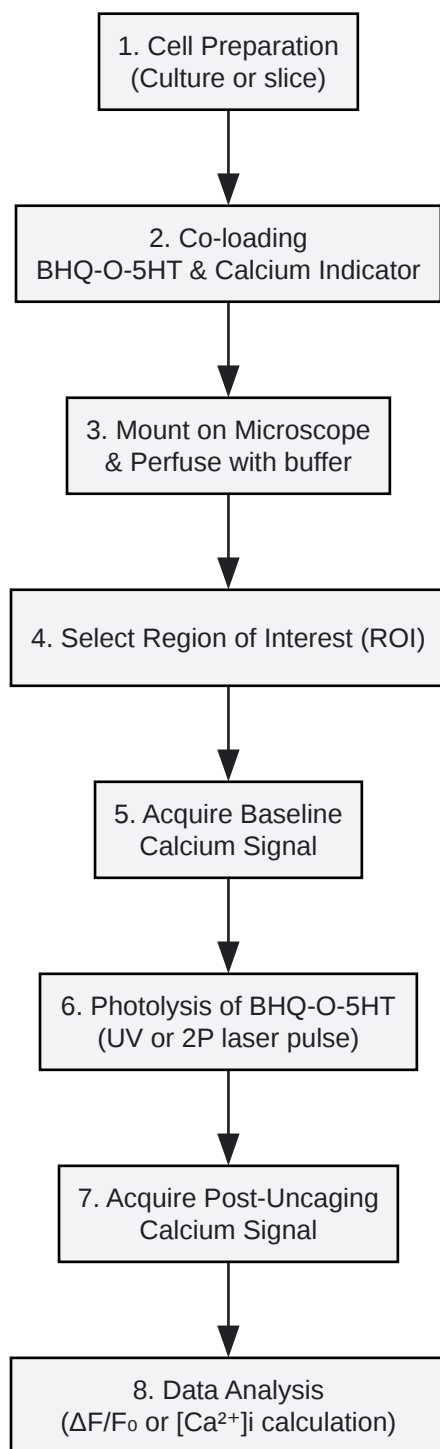 1. Cell Preparation
(Culture or slice)
2. Co-loading
BHQ-O-5HT & Calcium Indicator
3. Mount on Microscope
& Perfuse with buffer
4. Select Region of Interest (ROI)
5. Acquire Baseline
Calcium Signal
6. Photolysis of BHQ-O-5HT
(UV or 2P laser pulse)
7. Acquire Post-Uncaging
Calcium Signal
8. Data Analysis
(ΔF/F₀ or [Ca²⁺]i calculation)